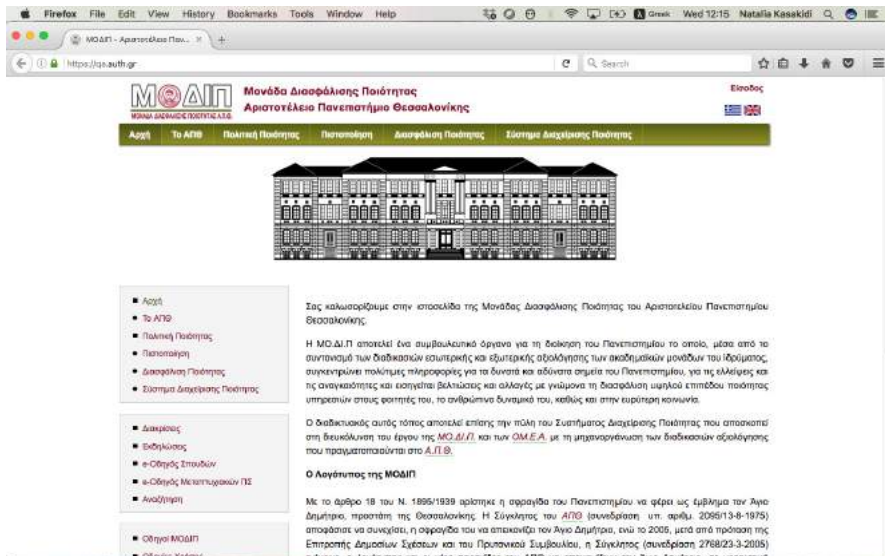 Firefox File Edit View History Bookmarks Tools Window Help
Greek Wed 12:15 Natalia Kasakidi
ΜΟΔΙΠ - Αριστοτέλειο Παν...
https://qa.auth.gr
Search
ΜΟΔΙΠ
ΜΟΝΑΔΑ ΔΙΑΣΦΑΛΙΣΗΣ ΠΟΙΟΤΗΤΑΣ Α.Π.Θ.
Μονάδα Διασφάλισης Ποιότητας
Αριστοτέλειο Πανεπιστήμιο Θεσσαλονίκης
Είσοδος
Αρχή Το ΑΠΘ Πολιτική Ποιότητας Πιστοποίηση Διασφάλιση Ποιότητας Σύστημα Διαχείρισης Ποιότητας
Αρχή
Το ΑΠΘ
Πολιτική Ποιότητας
Πιστοποίηση
Διασφάλιση Ποιότητας
Σύστημα Διαχείρισης Ποιότητας
Διακρίσεις
Εκδηλώσεις
e-Οδηγός Σπουδών
e-Οδηγός Μεταπτυχιακών ΠΣ
Αναζήτηση
Οδηγοί ΜΟΔΙΠ
Σας καλωσορίζουμε στην ιστοσελίδα της Μονάδας Διασφάλισης Ποιότητας του Αριστοτελείου Πανεπιστημίου
Θεσσαλονίκης.
Η ΜΟ.ΔΙ.Π αποτελεί ένα συμβουλευτικό όργανο για τη διοίκηση του Πανεπιστημίου το οποίο, μέσα από το
συντονισμό των διαδικασιών εσωτερικής και εξωτερικής αξιολόγησης των ακαδημαϊκών μονάδων του ιδρύματος,
συγκεντρώνει πολύτιμες πληροφορίες για τα δυνατά και αδύνατα σημεία του Πανεπιστημίου, για τις ελλείψεις και
τις αναγκαιότητες και εισηγείται βελτιώσεις και αλλαγές με γνώμονα τη διασφάλιση υψηλού επιπέδου ποιότητας
υπηρεσιών στους φοιτητές του, το ανθρώπινο δυναμικό του, καθώς και στην ευρύτερη κοινωνία.
Ο διαδικτυακός αυτός τόπος αποτελεί επίσης την πύλη του Συστήματος Διαχείρισης Ποιότητας που αποσκοπεί
στη διευκόλυνση του έργου της ΜΟ.ΔΙ.Π. και των ΟΜ.Ε.Α. με τη μηχανοργάνωση των διαδικασιών αξιολόγησης
που πραγματοποιούνται στο Α.Π.Θ.
Ο Λογότυπος της ΜΟΔΙΠ
Με το άρθρο 18 του Ν. 1895/1939 ορίστηκε η σφραγίδα του Πανεπιστημίου να φέρει ως έμβλημα τον Άγιο
Δημήτριο, προστάτη της Θεσσαλονίκης. Η Σύγκλητος του ΑΠΘ (συνεδρίαση υπ. αριθμ. 2095/13-8-1975)
αποφάσισε να συνεχίσει, η σφραγίδα του να απεικονίζει τον Άγιο Δημήτριο, ενώ το 2005, μετά από πρόταση της
Επιτροπής Δημοσίων Σχέσεων και του Πρυτανικού Συμβουλίου, η Σύγκλητος (συνεδρίαση 2768/23-3-2005)